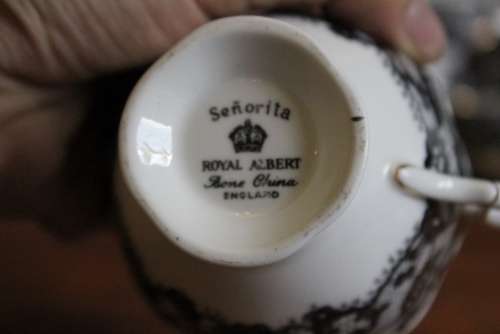 Señorita
ROYAL ALBERT
Bone China
ENGLAND